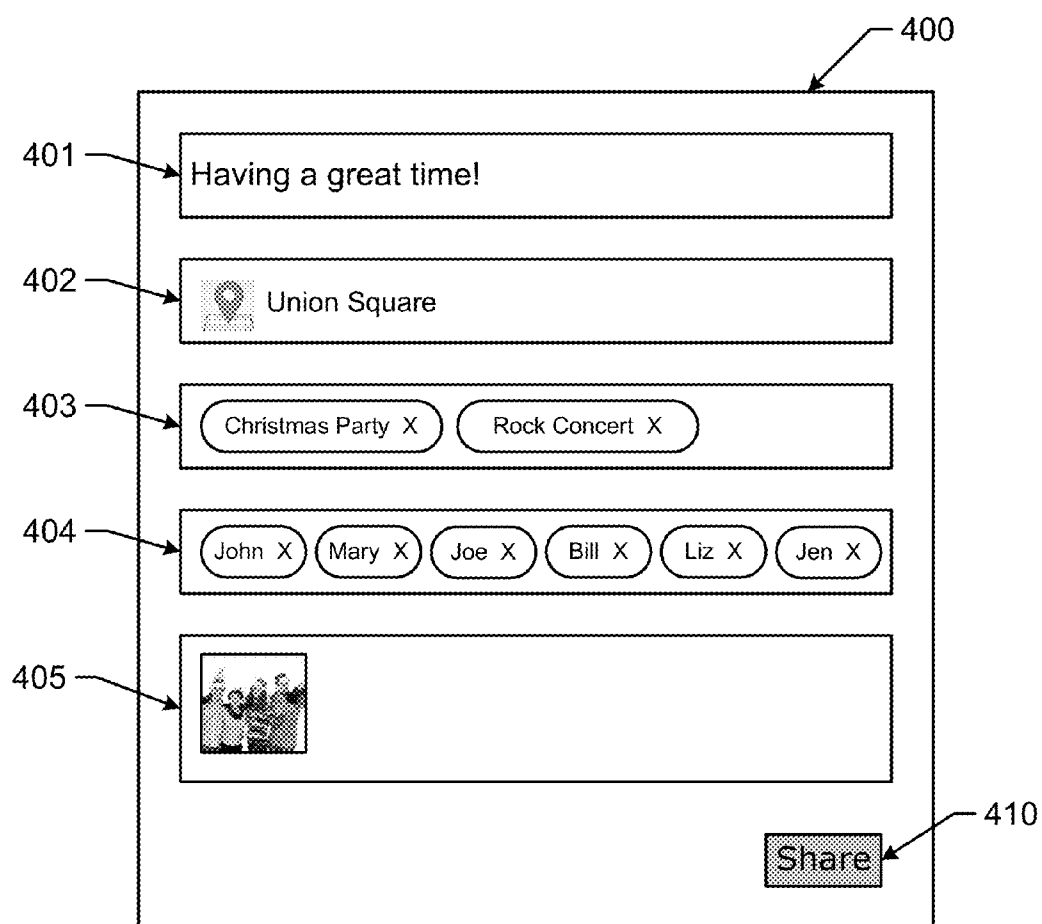 400
401 Having a great time!
402 Union Square
403 Christmas Party X Rock Concert X
404 John X Mary X Joe X Bill X Liz X Jen X
405
410
Share